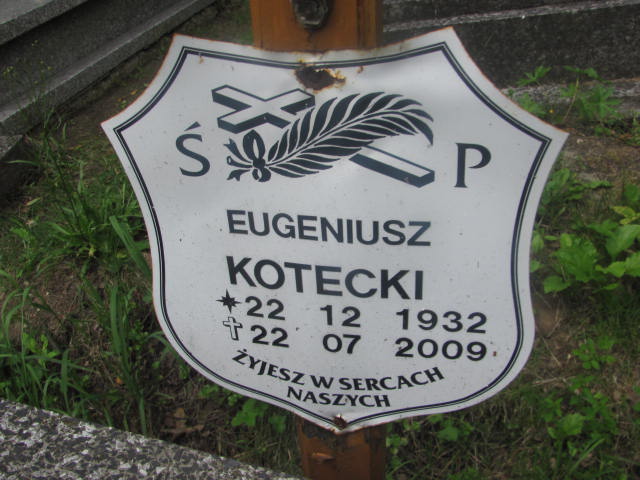 Ś P
EUGENIUSZ
KOTECKI
22 12 1932
22 07 2009
ŻYJESZ W SERCACH
NASZYCH